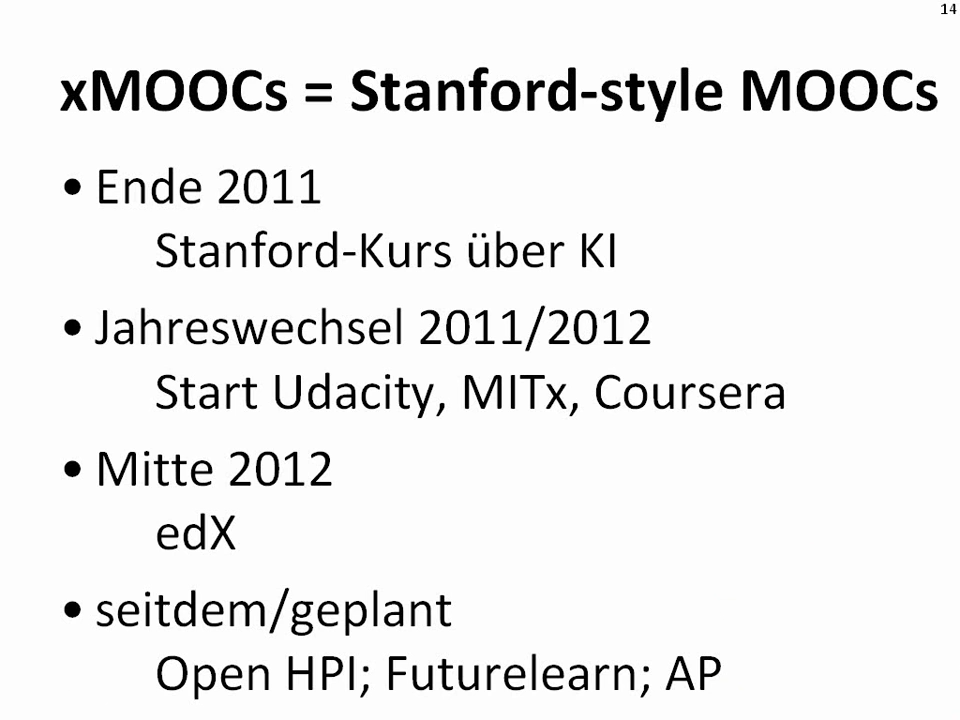 14
xMOOCs = Stanford-style MOOCs
• Ende 2011
Stanford-Kurs über KI
• Jahreswechsel 2011/2012
Start Udacity, MITx, Coursera
• Mitte 2012
edX
• seitdem/geplant
Open HPI; Futurelearn; AP